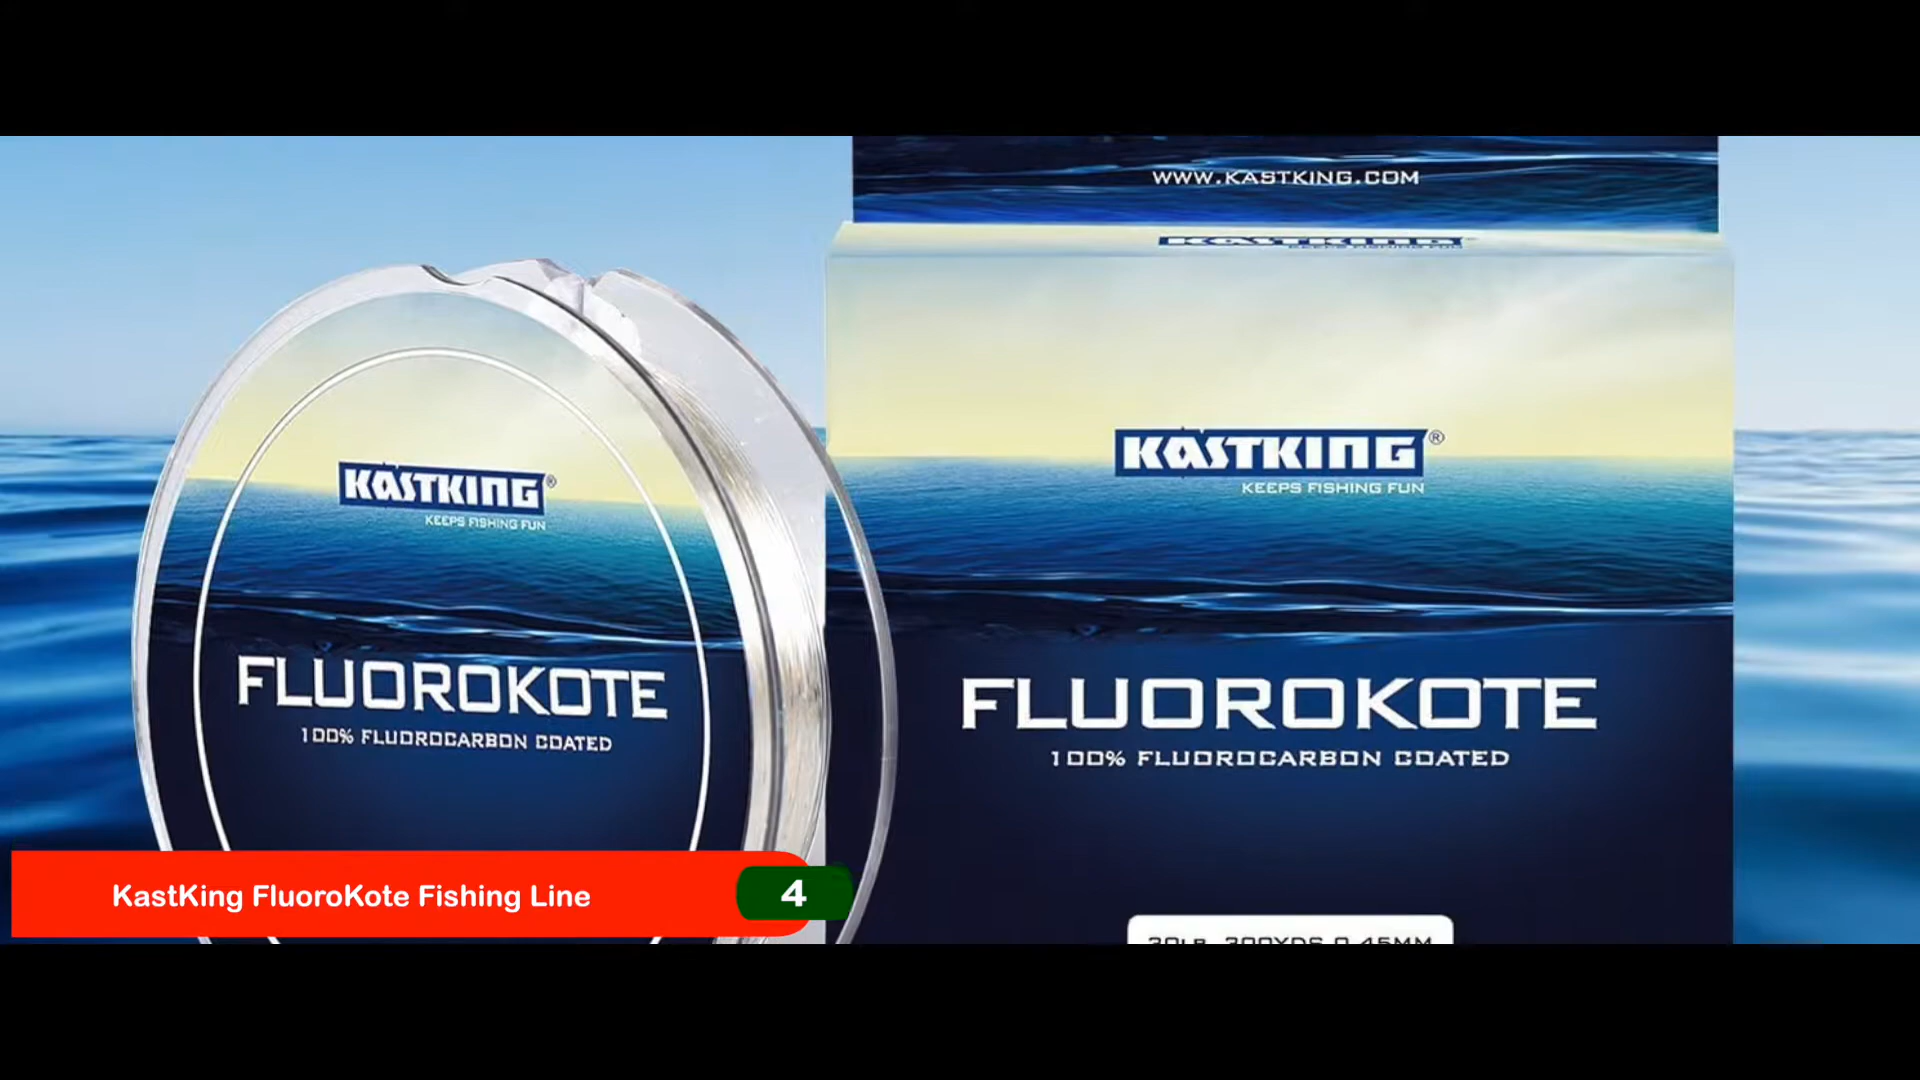 WWW.KASTKING.COM
KASTKING
KASTKING®
KEEPS FISHING FUN
FLUOROKOTE
100% FLUOROCARBON COATED
KASTKING®
KEEPS FISHING FUN
FLUOROKOTE
100% FLUOROCARBON COATED
KastKing FluoroKote Fishing Line
4